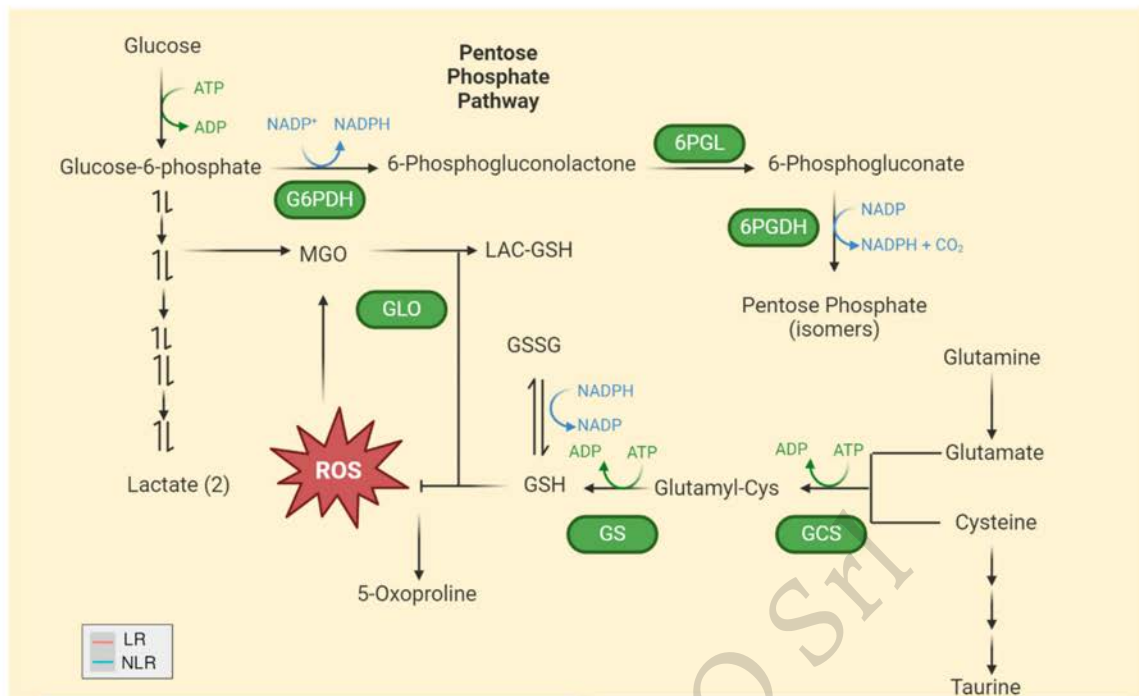 Glucose
Pentose
Phosphate
Pathway
ATP
ADP
NADP⁺ NADPH
6PGL
Glucose-6-phosphate
6-Phosphogluconolactone
6-Phosphogluconate
G6PDH
6PGDH
NADP
NADPH + CO₂
MGO
LAC-GSH
GLO
Pentose Phosphate
(isomers)
GSSG
Glutamine
NADPH
NADP
ROS
ADP ATP
ADP ATP
Glutamate
Lactate (2)
GSH
Glutamyl-Cys
Cysteine
GS
GCS
5-Oxoproline
LR
NLR
Taurine
O Srl